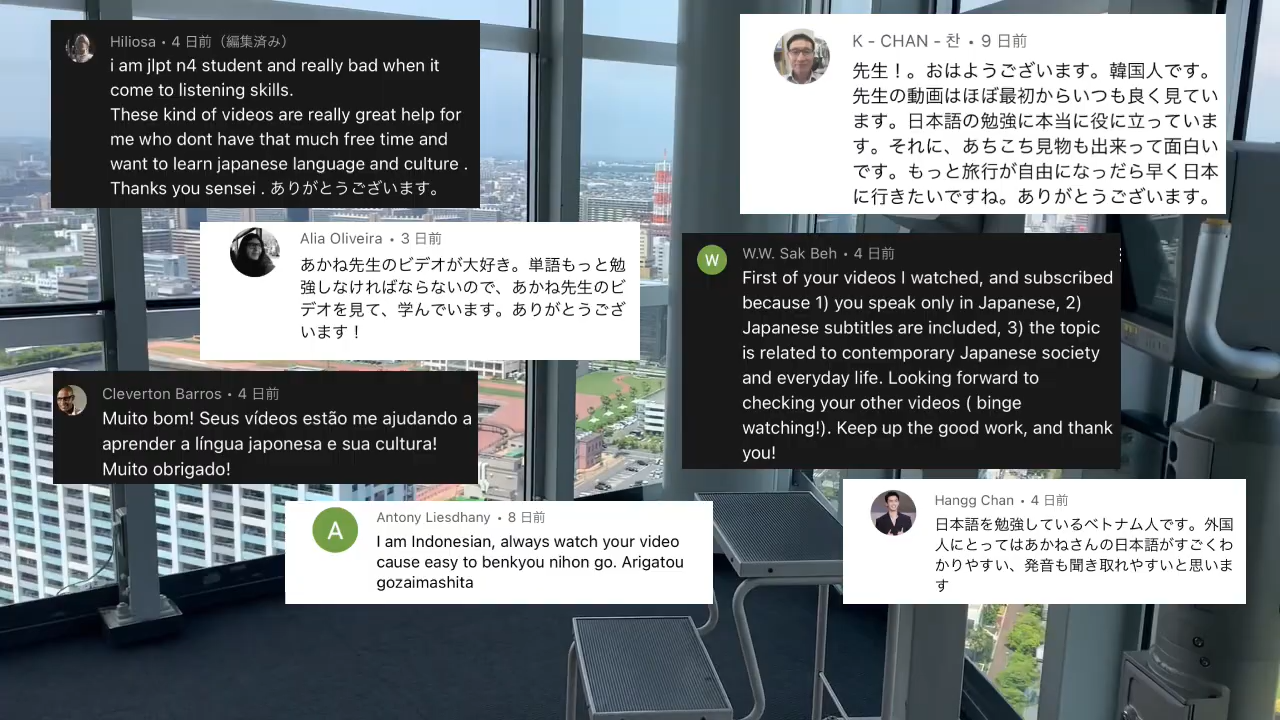 Hiliosa • 4 日前（編集済み）
i am jlpt n4 student and really bad when it
come to listening skills.
These kind of videos are really great help for
me who dont have that much free time and
want to learn japanese language and culture .
Thanks you sensei . ありがとうございます。
K - CHAN - 찬 • 9 日前
先生！。おはようございます。韓国人です。
先生の動画はほぼ最初からいつも良く見てい
ます。日本語の勉強に本当に役に立っていま
す。それに、あちこち見物も出来って面白い
です。もっと旅行が自由になっだら早く日本
に行きたいですね。ありがとうございます。
Alia Oliveira • 3 日前
あかね先生のビデオが大好き。単語もっと勉
強しなければならないので、あかね先生のビ
デオを見て、学んでいます。ありがとうござ
います！
W
W.W. Sak Beh • 4 日前
First of your videos I watched, and subscribed
because 1) you speak only in Japanese, 2)
Japanese subtitles are included, 3) the topic
is related to contemporary Japanese society
and everyday life. Looking forward to
checking your other videos ( binge
watching!). Keep up the good work, and thank
you!
Cleverton Barros • 4 日前
Muito bom! Seus vídeos estão me ajudando a
aprender a língua japonesa e sua cultura!
Muito obrigado!
A
Antony Liesdhany • 8 日前
I am Indonesian, always watch your video
cause easy to benkyou nihon go. Arigatou
gozaimashita
Hangg Chan • 4 日前
日本語を勉強しているベトナム人です。外国
人にとってはあかねさんの日本語がすごくわ
かりやすい、発音も聞き取れやすいと思いま
す